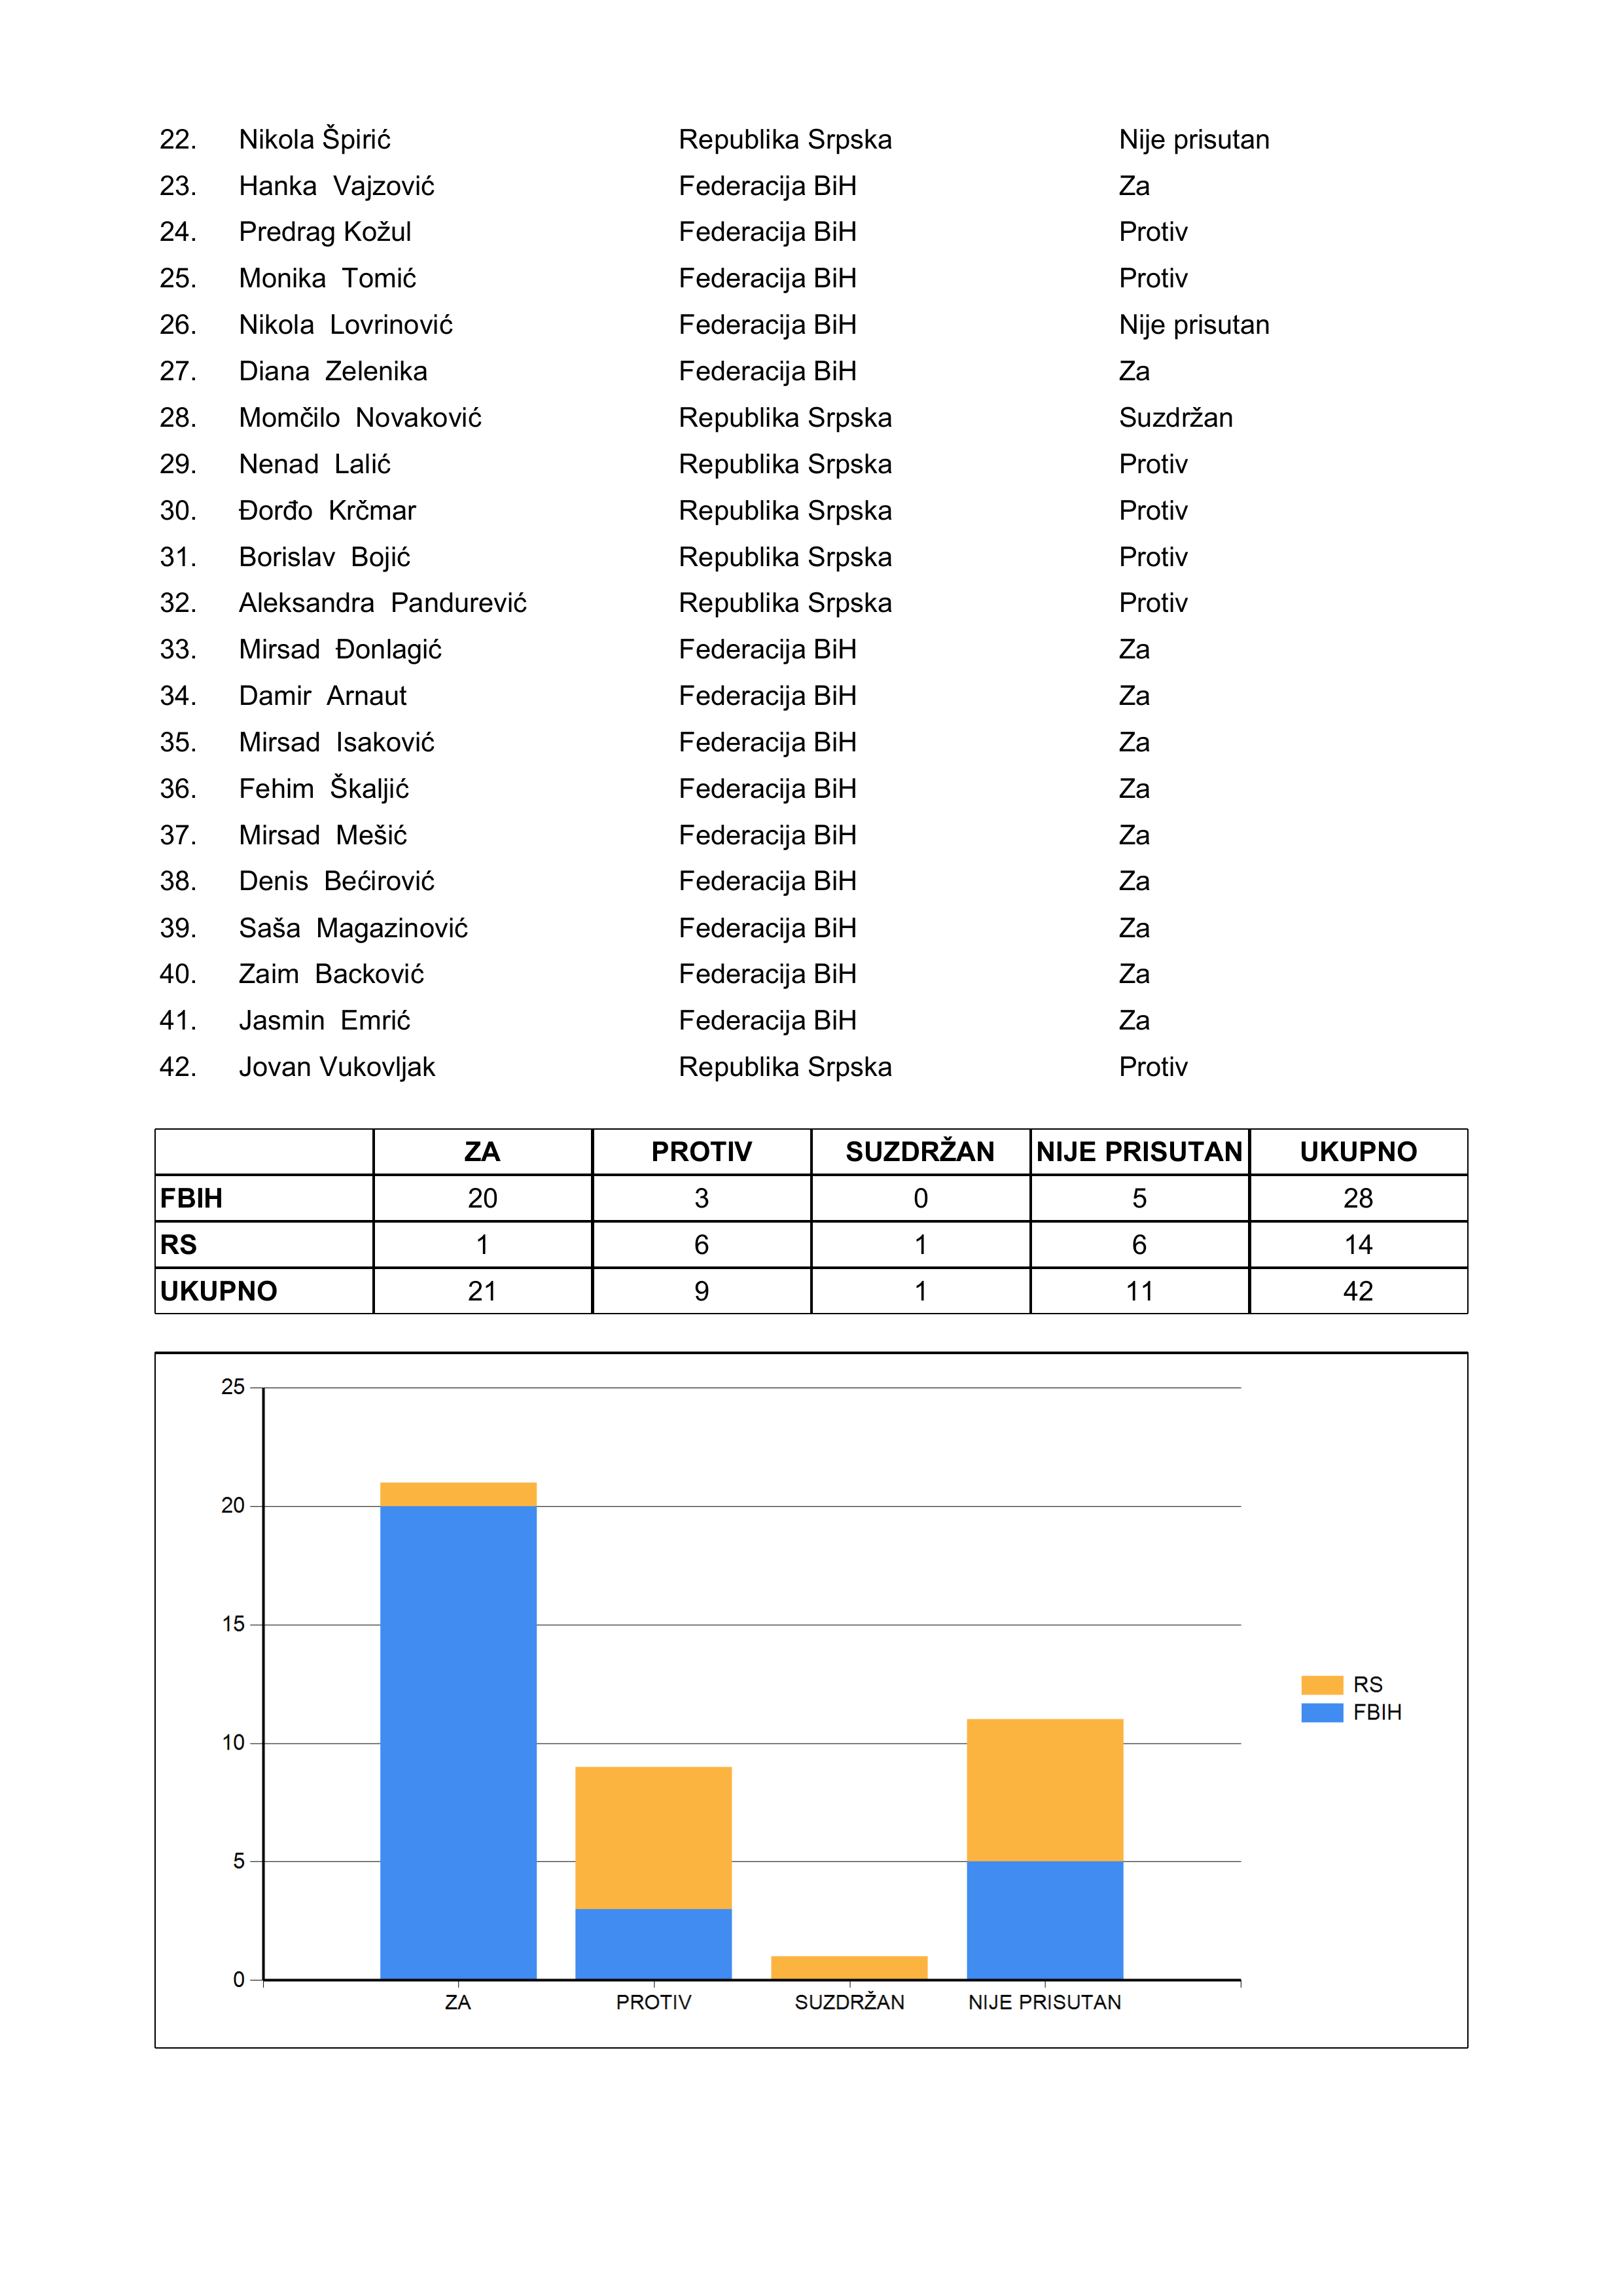 22. Nikola Špirić Republika Srpska Nije prisutan
23. Hanka Vajzović Federacija BiH Za
24. Predrag Kožul Federacija BiH Protiv
25. Monika Tomić Federacija BiH Protiv
26. Nikola Lovrinović Federacija BiH Nije prisutan
27. Diana Zelenika Federacija BiH Za
28. Momčilo Novaković Republika Srpska Suzdržan
29. Nenad Lalić Republika Srpska Protiv
30. Đorđo Krčmar Republika Srpska Protiv
31. Borislav Bojić Republika Srpska Protiv
32. Aleksandra Pandurević Republika Srpska Protiv
33. Mirsad Đonlagić Federacija BiH Za
34. Damir Arnaut Federacija BiH Za
35. Mirsad Isaković Federacija BiH Za
36. Fehim Škaljić Federacija BiH Za
37. Mirsad Mešić Federacija BiH Za
38. Denis Bećirović Federacija BiH Za
39. Saša Magazinović Federacija BiH Za
40. Zaim Backović Federacija BiH Za
41. Jasmin Emrić Federacija BiH Za
42. Jovan Vukovljak Republika Srpska Protiv
ZA PROTIV SUZDRŽAN NIJE PRISUTAN UKUPNO
FBIH 20 3 0 5 28
RS 1 6 1 6 14
UKUPNO 21 9 1 11 42
25
20
15
10
5
0
ZA PROTIV SUZDRŽAN NIJE PRISUTAN
RS
FBIH